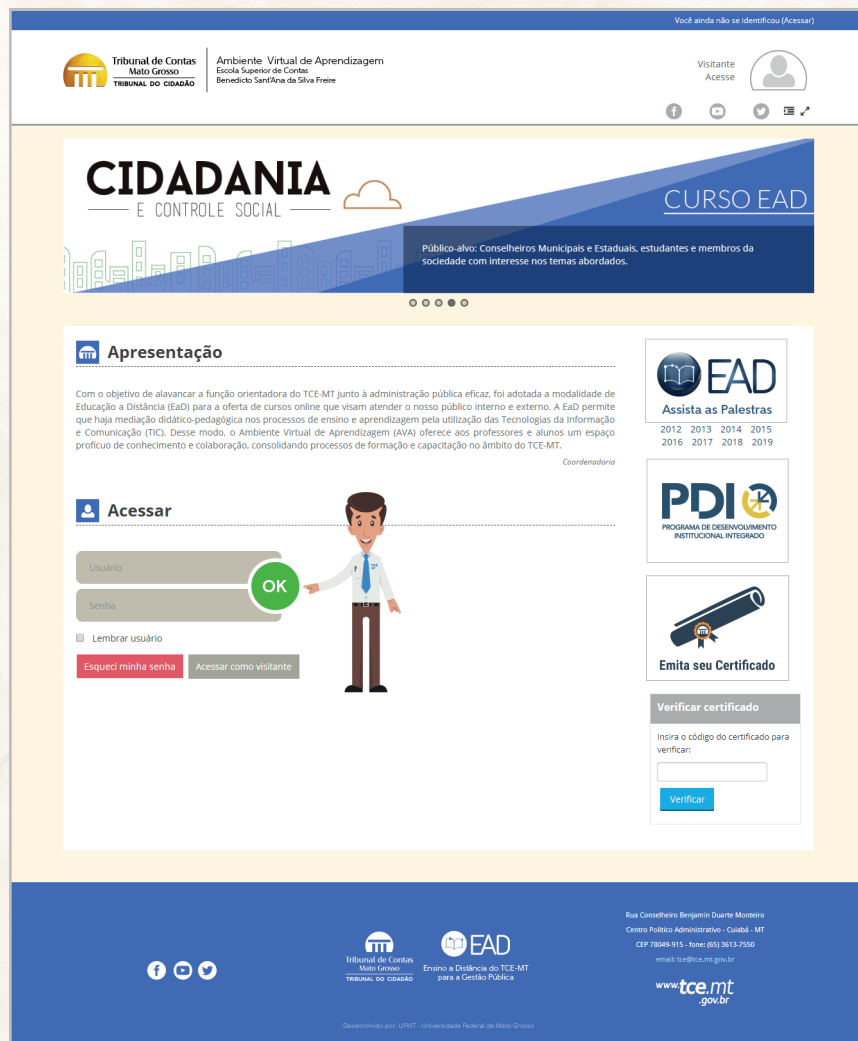 Você ainda não se identificou (Acessar)
Tribunal de Contas
Mato Grosso
TRIBUNAL DO CIDADÃO
Ambiente Virtual de Aprendizagem
Escola Superior de Contas
Benedicto Sant'Ana da Silva Freire
Visitante
Acesse
CIDADANIA
E CONTROLE SOCIAL
CURSO EAD
Público-alvo: Conselheiros Municipais e Estaduais, estudantes e membros da
sociedade com interesse nos temas abordados.
Apresentação
Com o objetivo de alavancar a função orientadora do TCE-MT junto à administração pública eficaz, foi adotada a modalidade de
Educação a Distância (EaD) para a oferta de cursos online que visam atender o nosso público interno e externo. A EaD permite
que haja mediação didático-pedagógica nos processos de ensino e aprendizagem pela utilização das Tecnologias da Informação
e Comunicação (TIC). Desse modo, o Ambiente Virtual de Aprendizagem (AVA) oferece aos professores e alunos um espaço
profícuo de conhecimento e colaboração, consolidando processos de formação e capacitação no âmbito do TCE-MT.
Coordenadoria
Acessar
Usuário
OK
Senha
Lembrar usuário
Esqueci minha senha
Acessar como visitante
EAD
Assista as Palestras
2012 2013 2014 2015
2016 2017 2018 2019
PDI
PROGRAMA DE DESENVOLVIMENTO
INSTITUCIONAL INTEGRADO
Emita seu Certificado
Verificar certificado
Insira o código do certificado para
verificar:
Verificar
Tribunal de Contas
Mato Grosso
TRIBUNAL DO CIDADÃO
EAD
Ensino a Distância do TCE-MT
para a Gestão Pública
Rua Conselheiro Benjamin Duarte Monteiro
Centro Político Administrativo - Cuiabá - MT
CEP 78049-915 - fone: (65) 3613-7550
email: tce@tce.mt.gov.br
www.tce.mt
.gov.br
Desenvolvido por: UFMT - Universidade Federal de Mato Grosso